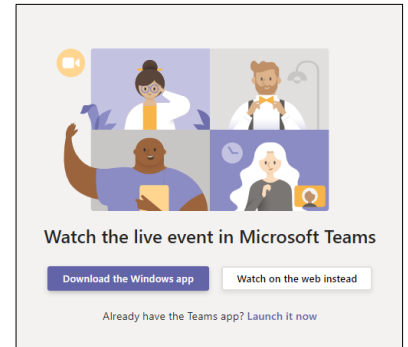 Watch the live event in Microsoft Teams
Download the Windows app
Watch on the web instead
Already have the Teams app? Launch it now